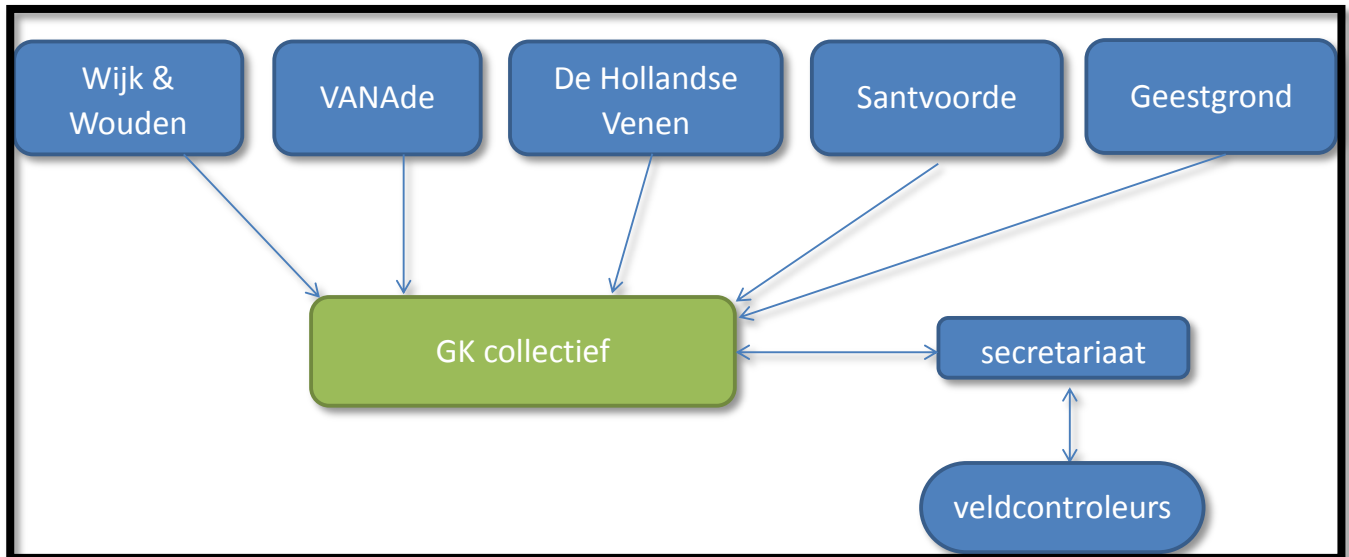 Wijk &
Wouden
VANAde
De Hollandse
Venen
Santvoorde
Geestgrond
GK collectief
secretariaat
veldcontroleurs